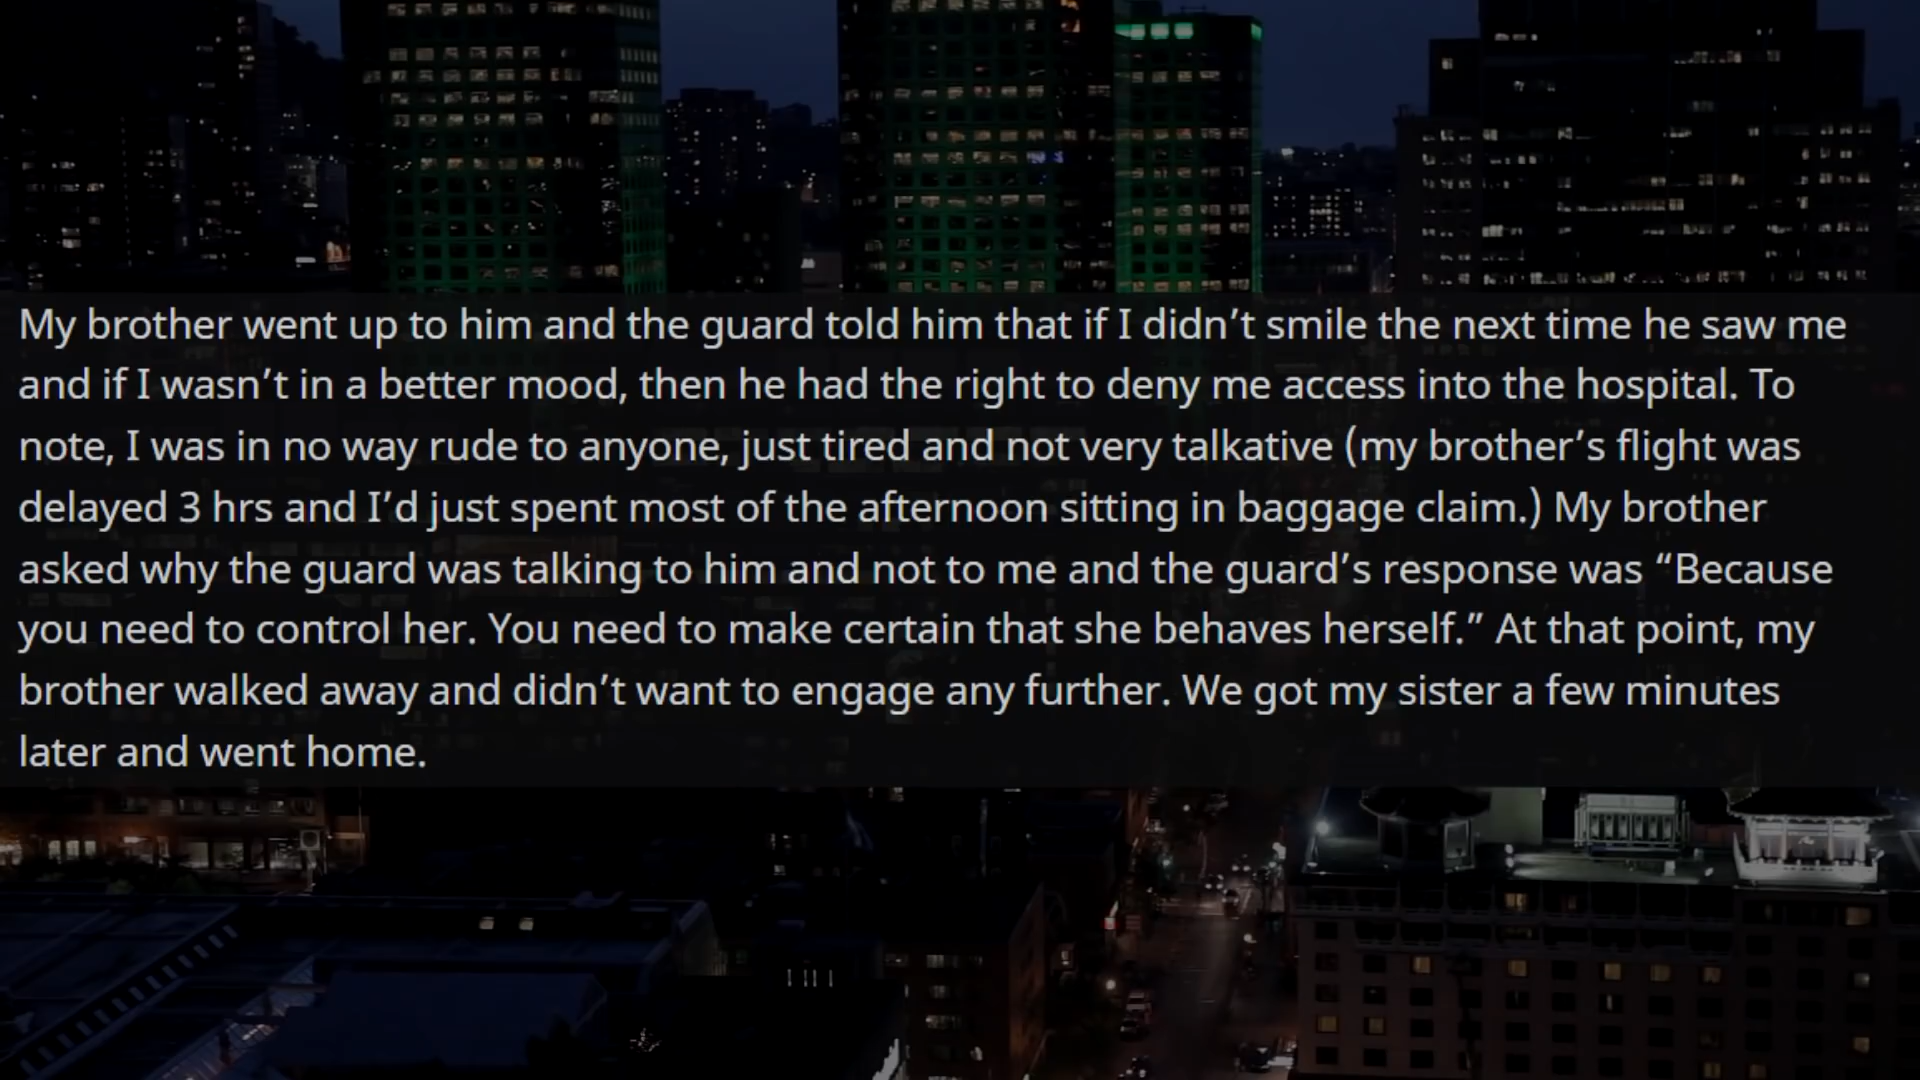 My brother went up to him and the guard told him that if I didn’t smile the next time he saw me
and if I wasn’t in a better mood, then he had the right to deny me access into the hospital. To
note, I was in no way rude to anyone, just tired and not very talkative (my brother’s flight was
delayed 3 hrs and I’d just spent most of the afternoon sitting in baggage claim.) My brother
asked why the guard was talking to him and not to me and the guard’s response was “Because
you need to control her. You need to make certain that she behaves herself.” At that point, my
brother walked away and didn’t want to engage any further. We got my sister a few minutes
later and went home.